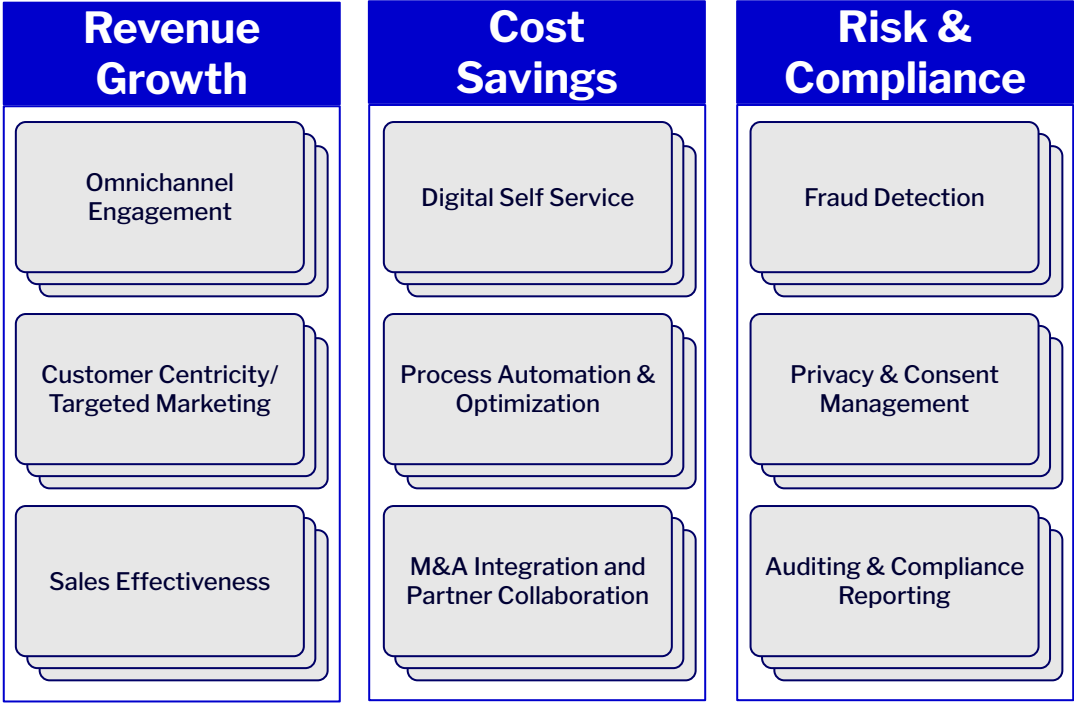 Revenue
Growth
Omnichannel
Engagement
Customer Centricity/
Targeted Marketing
Sales Effectiveness
Cost
Savings
Digital Self Service
Process Automation &
Optimization
M&A Integration and
Partner Collaboration
Risk &
Compliance
Fraud Detection
Privacy & Consent
Management
Auditing & Compliance
Reporting